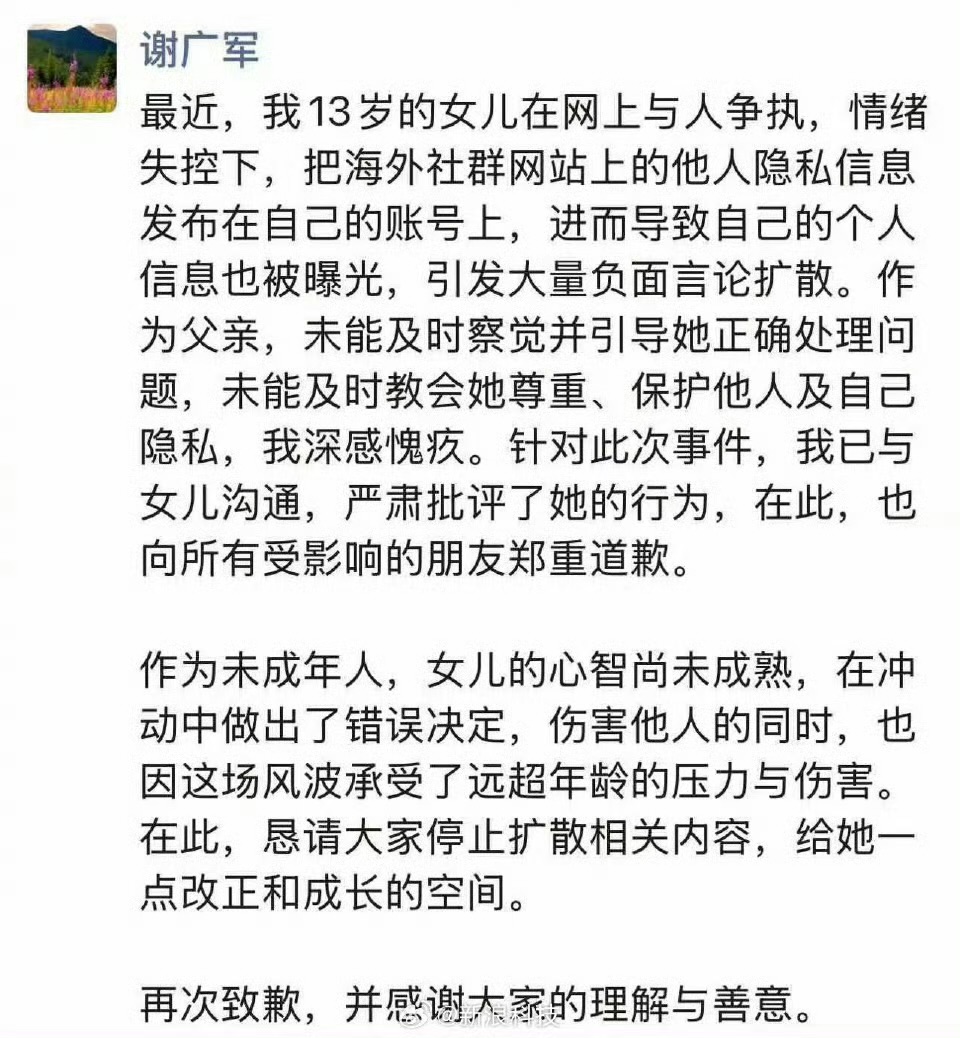 谢广军
最近，我13岁的女儿在网上与人争执，情绪
失控下，把海外社群网站上的他人隐私信息
发布在自己的账号上，进而导致自己的个人
信息也被曝光，引发大量负面言论扩散。作
为父亲，未能及时察觉并引导她正确处理问
题，未能及时教会她尊重、保护他人及自己
隐私，我深感愧疚。针对此次事件，我已与
女儿沟通，严肃批评了她的行为，在此，也
向所有受影响的朋友郑重道歉。
作为未成年人，女儿的心智尚未成熟，在冲
动中做出了错误决定，伤害他人的同时，也
因这场风波承受了远超年龄的压力与伤害。
在此，恳请大家停止扩散相关内容，给她一
点改正和成长的空间。
再次致歉，并感谢大家的理解与善意。
@新浪科技